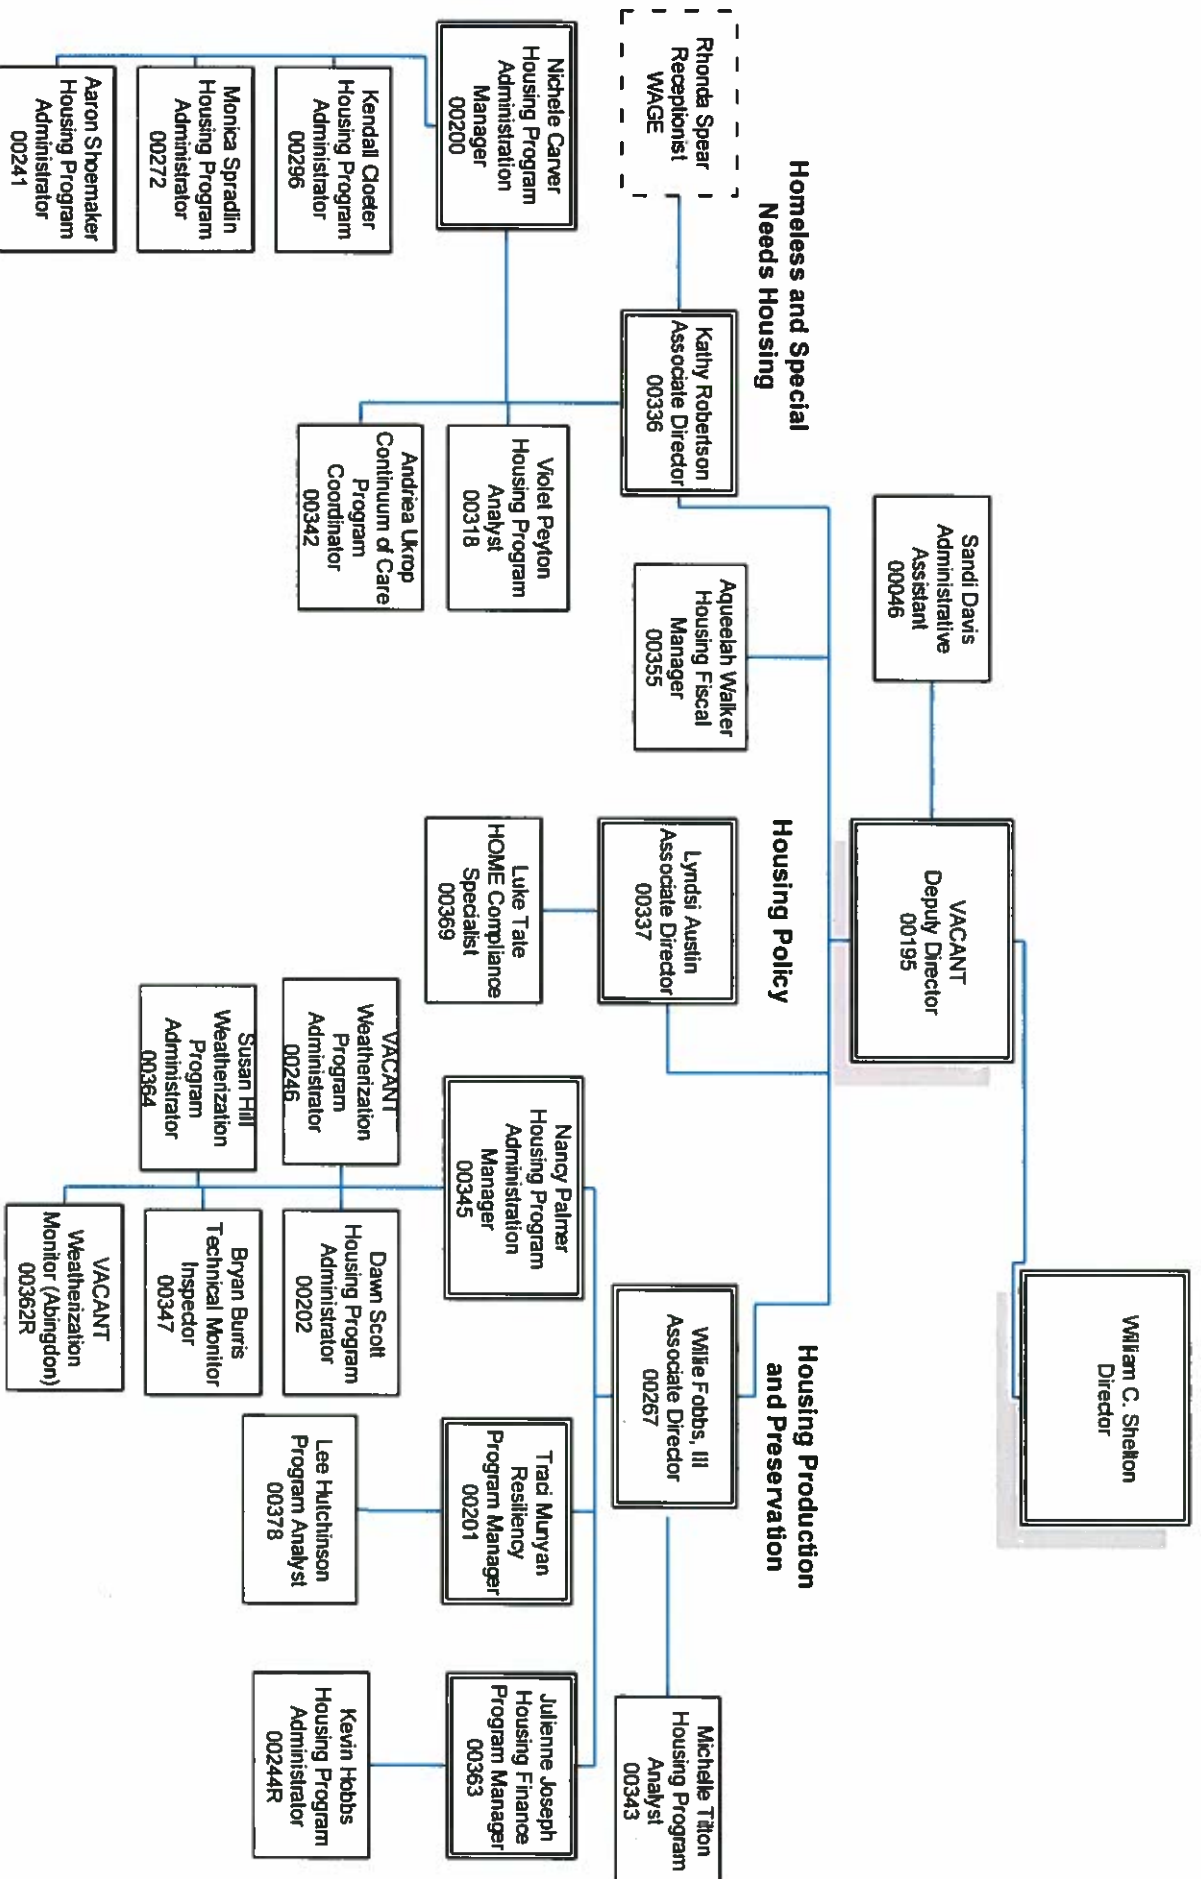 William C. Shelton
Director
VACANT
Deputy Director
00195
Sandi Davis
Administrative
Assistant
00046
Homeless and Special
Needs Housing
Housing Policy
Housing Production
and Preservation
Rhonda Spear
Receptionist
WAGE
Kathy Robertson
Associate Director
00336
Aqueelah Walker
Housing Fiscal
Manager
00355
Lyndsi Austin
Associate Director
00337
Willie Fobbs, III
Associate Director
00267
Michelle Tilton
Housing Program
Analyst
00343
Nichele Carver
Housing Program
Administration
Manager
00200
Violet Peyton
Housing Program
Analyst
00318
Luke Tate
HOME Compliance
Specialist
00369
Nancy Palmer
Housing Program
Administration
Manager
00345
Traci Munyan
Resiliency
Program Manager
00201
Julienne Joseph
Housing Finance
Program Manager
00363
Kendall Cloeter
Housing Program
Administrator
00296
Andriea Ukrop
Continuum of Care
Program
Coordinator
00342
VACANT
Weatherization
Program
Administrator
00246
Dawn Scott
Housing Program
Administrator
00202
Lee Hutchinson
Program Analyst
00378
Kevin Hobbs
Housing Program
Administrator
00244R
Monica Spradlin
Housing Program
Administrator
00272
Susan Hill
Weatherization
Program
Administrator
00364
Bryan Burris
Technical Monitor
Inspector
00347
Aaron Shoemaker
Housing Program
Administrator
00241
VACANT
Weatherization
Monitor (Abingdon)
00362R